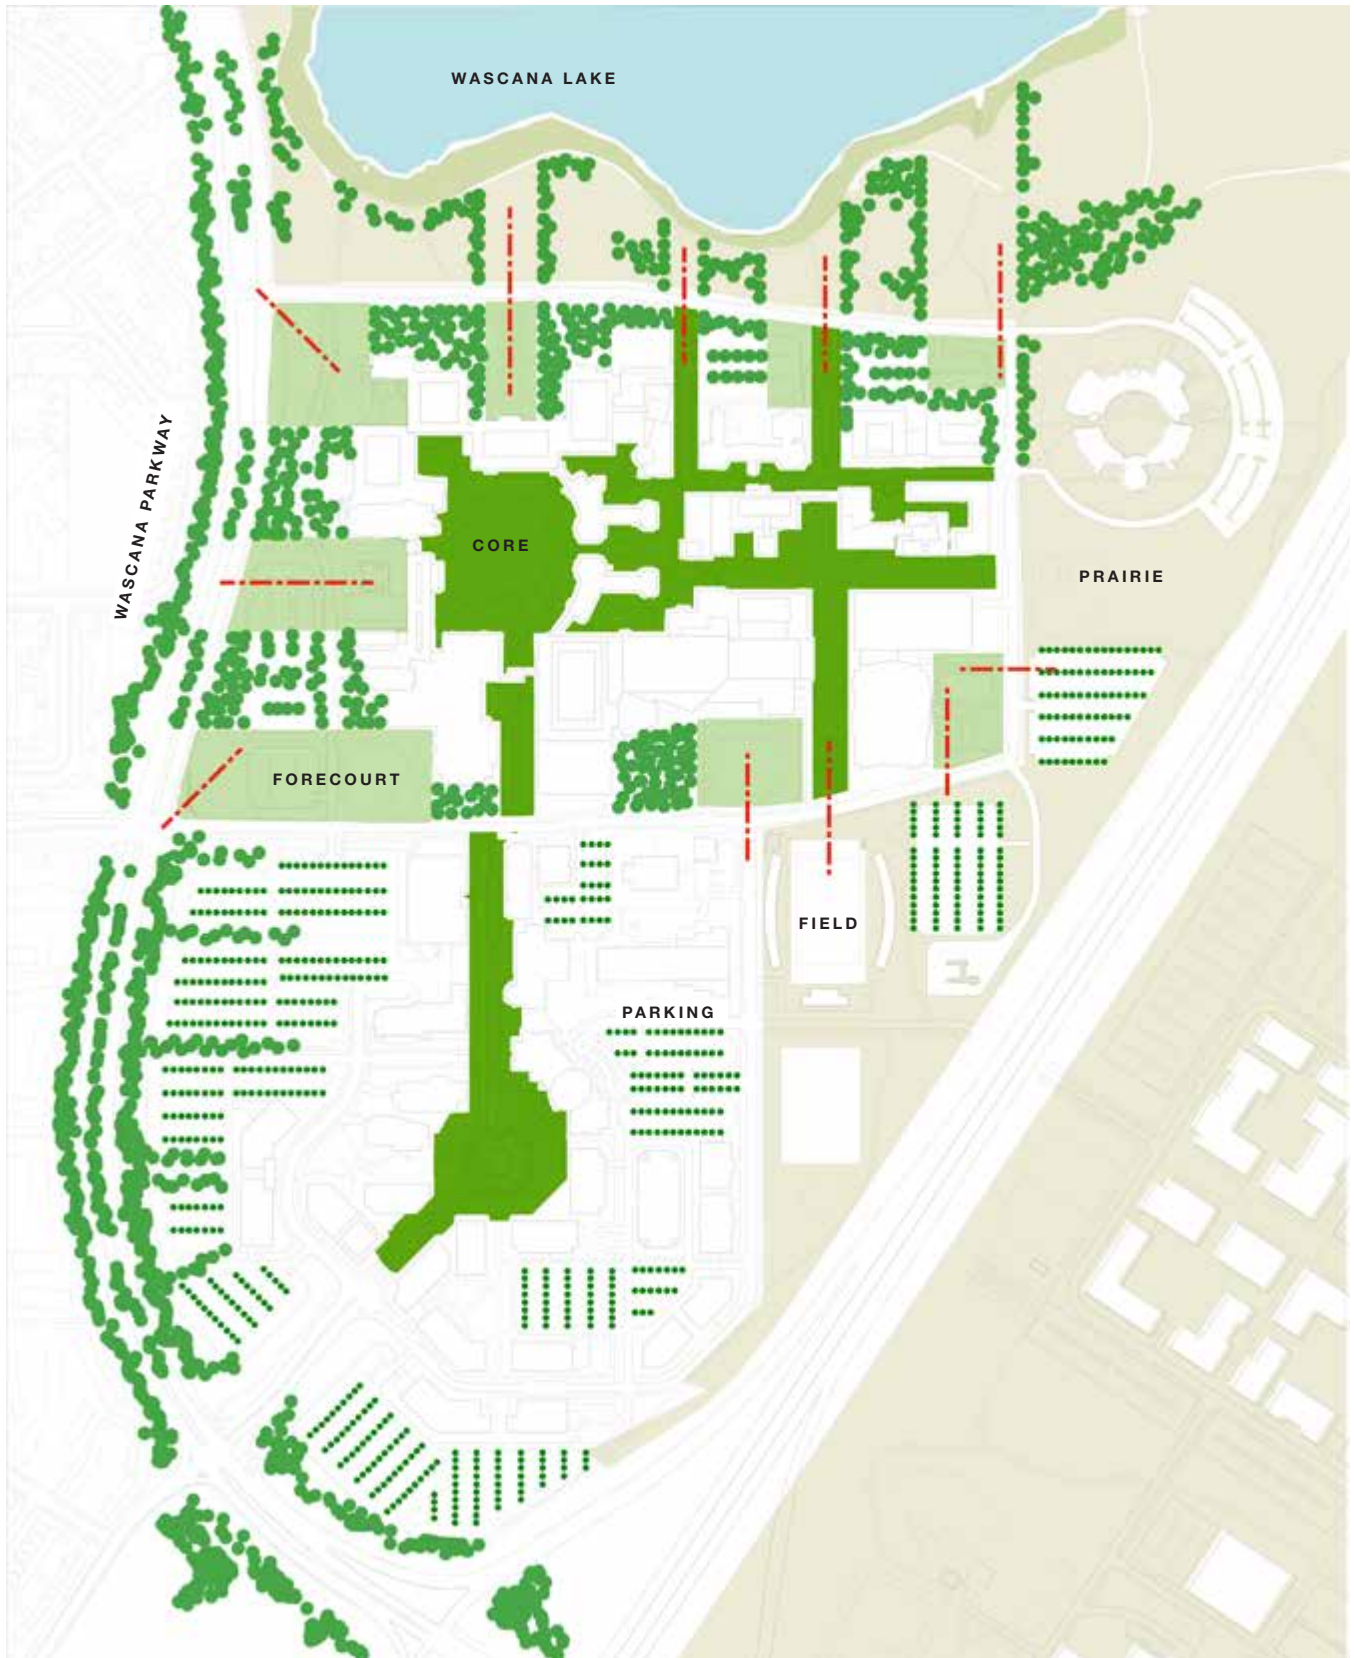 WASCANA LAKE
WASCANA PARKWAY
CORE
PRAIRIE
FORECOURT
FIELD
PARKING